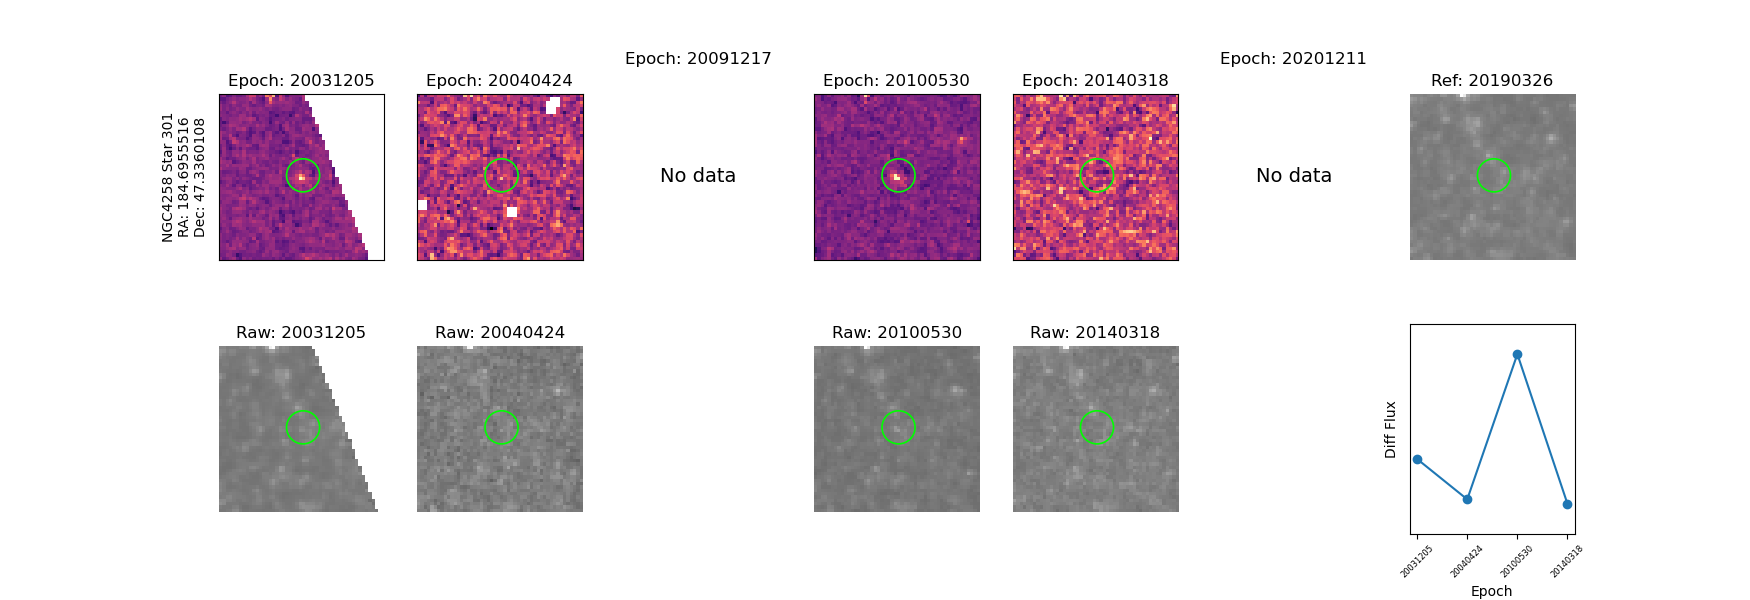 Epoch: 20091217
Epoch: 20201211
Epoch: 20031205
Epoch: 20040424
Epoch: 20100530
Epoch: 20140318
Ref: 20190326
NGC4258 Star 301
RA: 184.6955516
Dec: 47.3360108
No data
No data
Raw: 20031205
Raw: 20040424
Raw: 20100530
Raw: 20140318
Diff Flux
20031205
20040424
20100530
20140318
Epoch